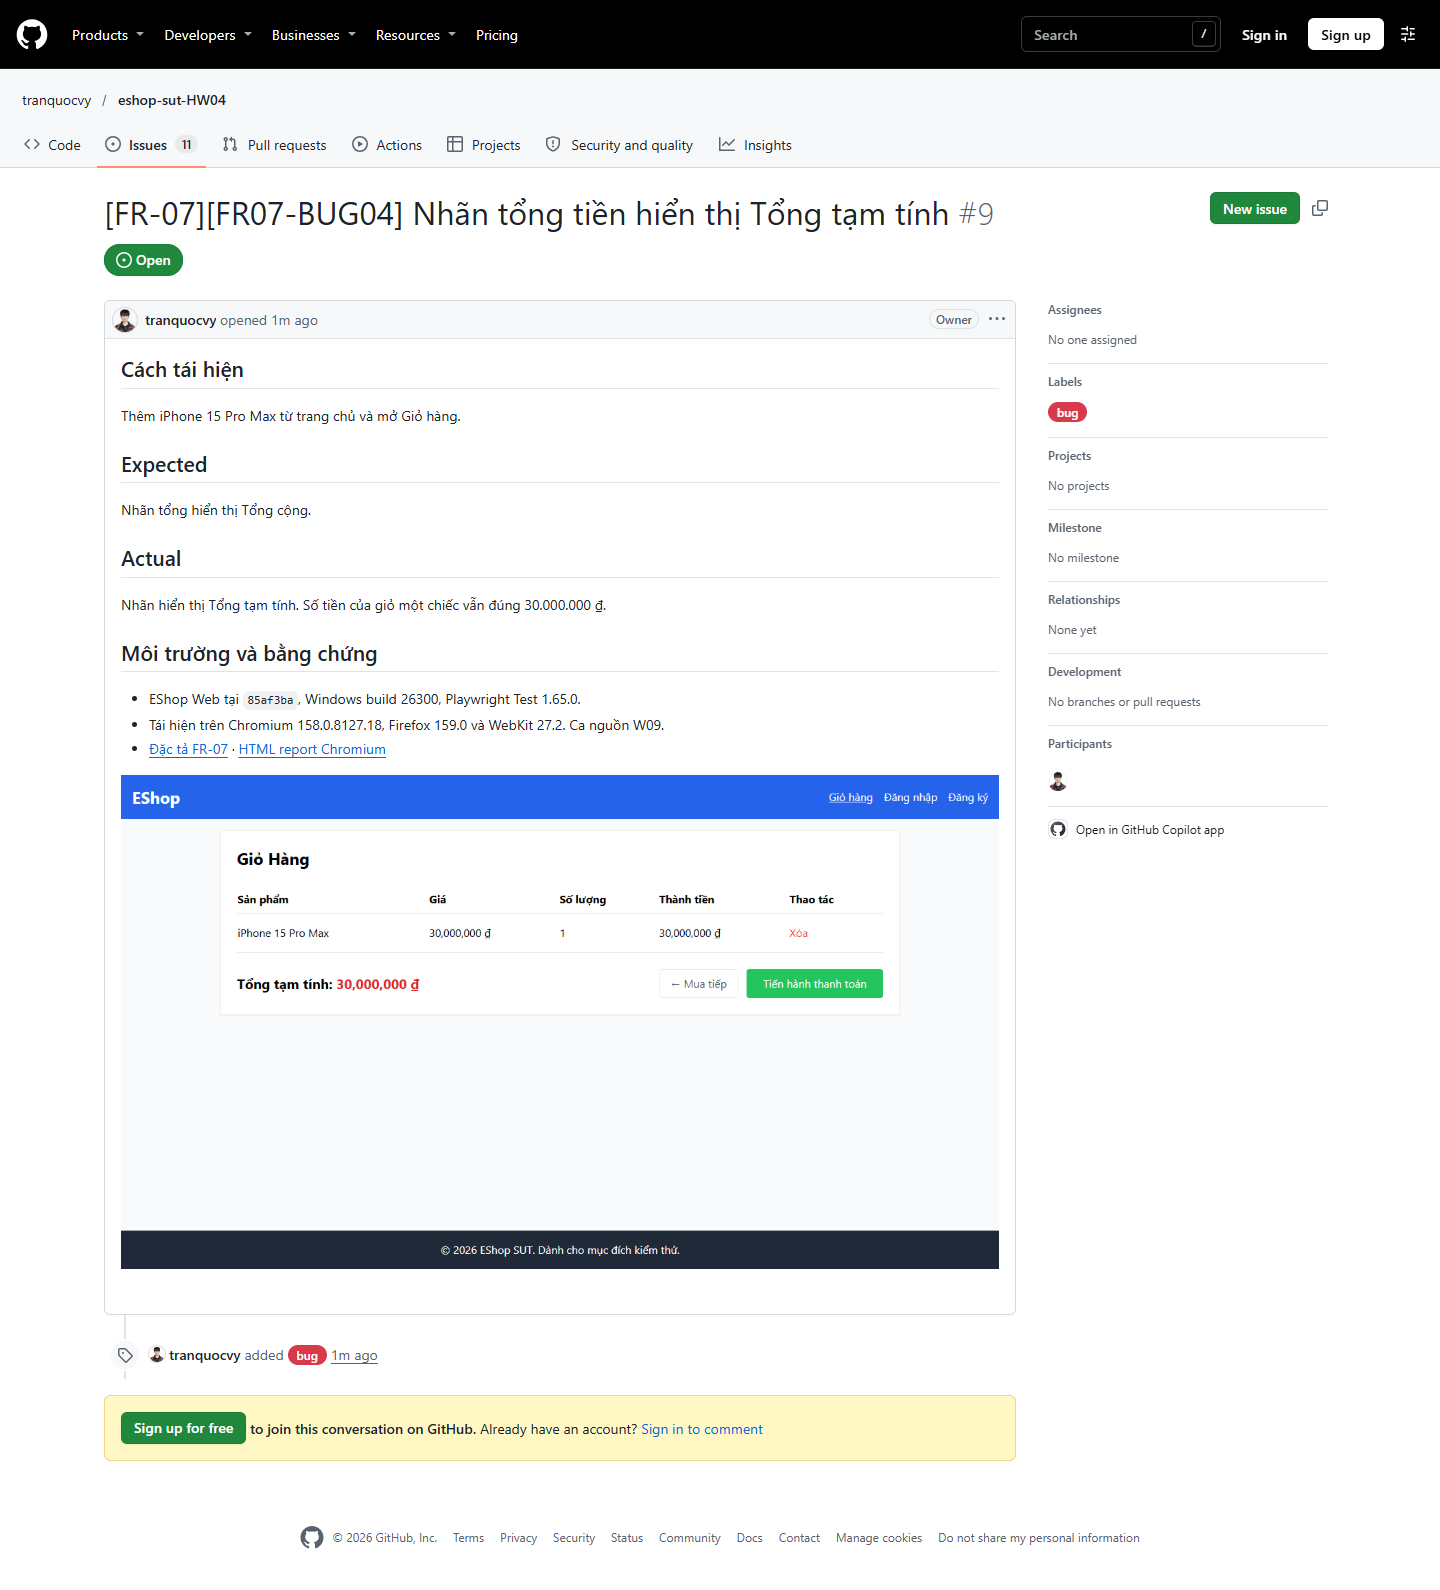 Products Developers Businesses Resources Pricing Search / Sign in Sign up
tranquocvy / eshop-sut-HW04
Code Issues 11 Pull requests Actions Projects Security and quality Insights
[FR-07][FR07-BUG04] Nhãn tổng tiền hiển thị Tổng tạm tính #9
New issue
Open
tranquocvy opened 1m ago
Owner
Cách tái hiện
Thêm iPhone 15 Pro Max từ trang chủ và mở Giỏ hàng.
Expected
Nhãn tổng hiển thị Tổng cộng.
Actual
Nhãn hiển thị Tổng tạm tính. Số tiền của giỏ một chiếc vẫn đúng 30.000.000 ₫.
Môi trường và bằng chứng
EShop Web tại 85af3ba, Windows build 26300, Playwright Test 1.65.0.
Tái hiện trên Chromium 158.0.8127.18, Firefox 159.0 và WebKit 27.2. Ca nguồn W09.
Đặc tả FR-07 · HTML report Chromium
EShop
Giỏ hàng Đăng nhập Đăng ký
Giỏ Hàng
Sản phẩm Giá Số lượng Thành tiền Thao tác
iPhone 15 Pro Max 30,000,000 ₫ 1 30,000,000 ₫ Xóa
Tổng tạm tính: 30,000,000 ₫
← Mua tiếp Tiến hành thanh toán
© 2026 EShop SUT. Dành cho mục đích kiểm thử.
tranquocvy added bug 1m ago
Sign up for free to join this conversation on GitHub. Already have an account? Sign in to comment
Assignees
No one assigned
Labels
bug
Projects
No projects
Milestone
No milestone
Relationships
None yet
Development
No branches or pull requests
Participants
Open in GitHub Copilot app
© 2026 GitHub, Inc. Terms Privacy Security Status Community Docs Contact Manage cookies Do not share my personal information